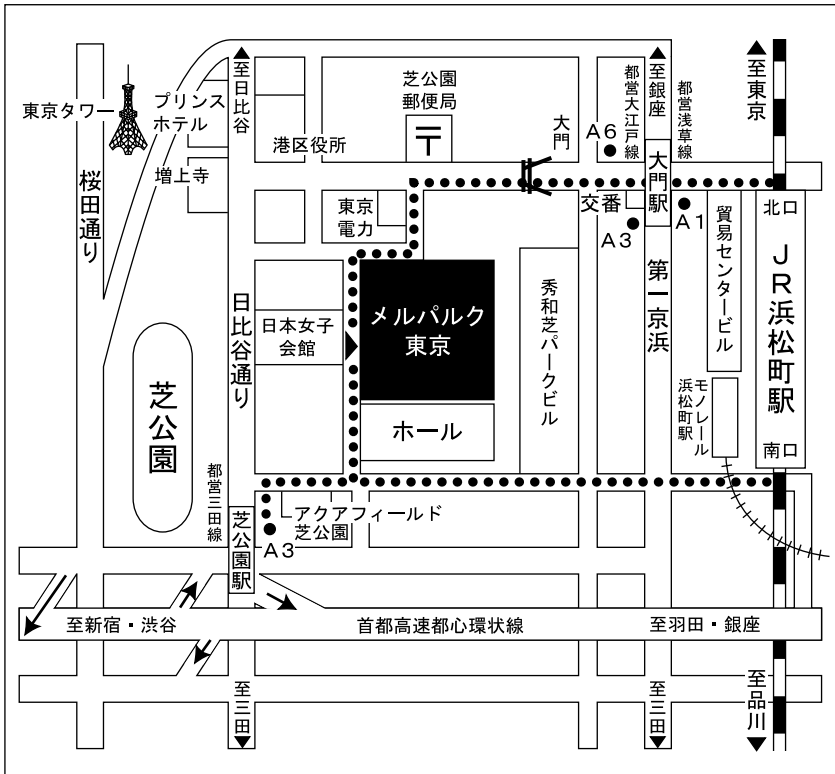 東京タワー
プリンス
ホテル
増上寺
桜田通り
至日比谷
港区役所
芝公園
郵便局
〒
大門
A6
都営大江戸線
至銀座
都営浅草線
至東京
大門駅
交番
A3
A1
東京
電力
北口
貿易センタービル
JR浜松町駅
南口
モノレール
浜松町駅
第一京浜
秀和芝パークビル
メルパルク
東京
ホール
日本女子
会館
日比谷通り
芝公園
都営三田線
芝公園駅
A3
アクアフィールド
芝公園
至新宿・渋谷
首都高速都心環状線
至羽田・銀座
至三田
至三田
至品川